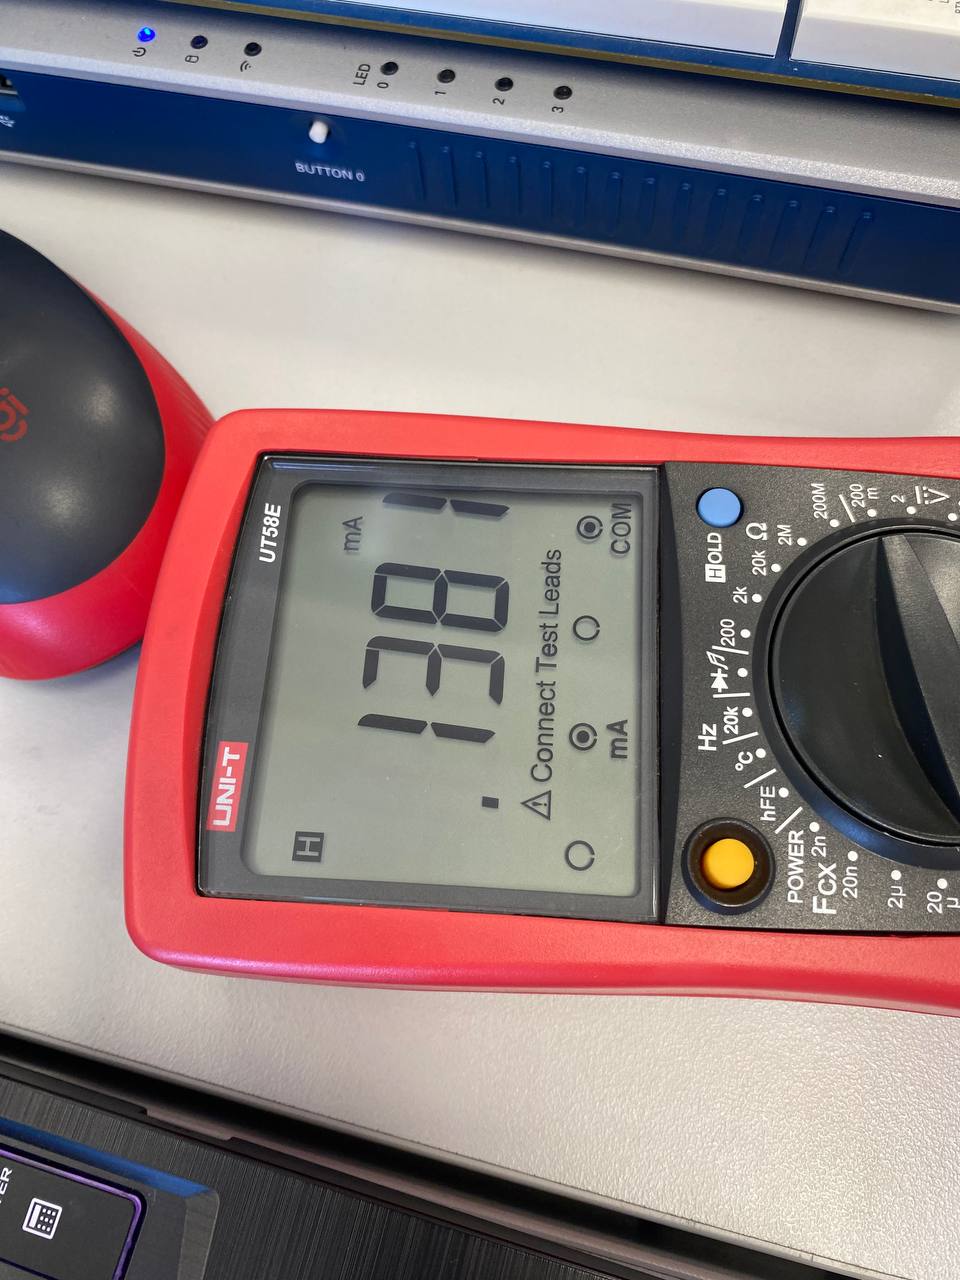 LED
0
1
2
3
BUTTON 0
UNI-T
UT58E
H
mA
.1381
⚠ Connect Test Leads
mA
COM
HOLD
POWER
hFE
°C
Hz
20k
200
2k
20k
Ω
2M
200M
200
m
2
V
Fcx
2n
20n
2μ
20
μ